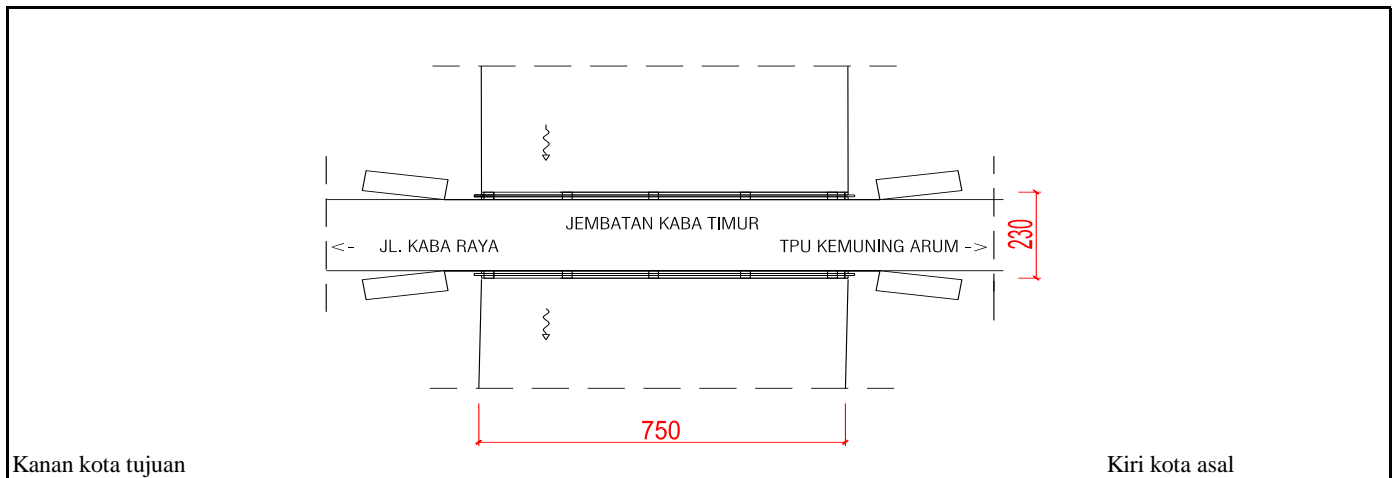 JEMBATAN KABA TIMUR
<- JL. KABA RAYA
TPU KEMUNING ARUM ->
230
750
Kanan kota tujuan
Kiri kota asal